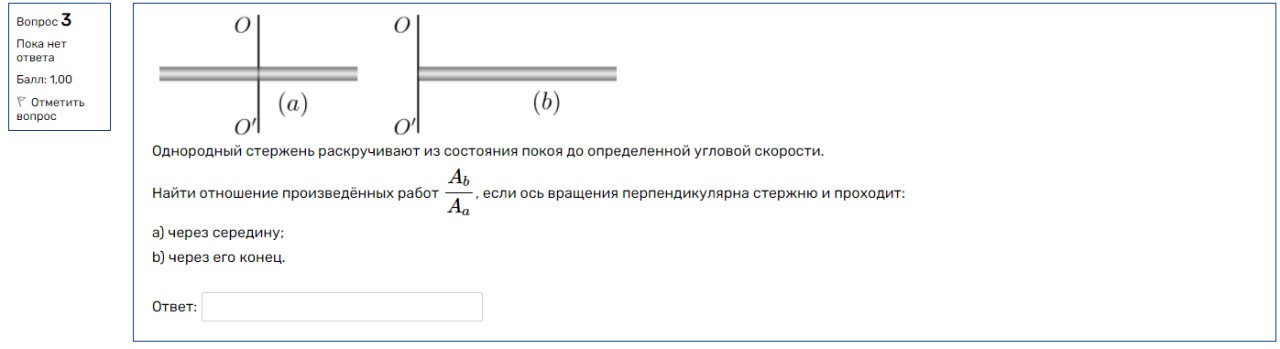 Вопрос 3
Пока нет
ответа
Балл: 1,00
Отметить
вопрос
O O
(a) (b)
O′ O′
Однородный стержень раскручивают из состояния покоя до определенной угловой скорости.
Найти отношение произведённых работ A_b/A_a, если ось вращения перпендикулярна стержню и проходит:
a) через середину;
b) через его конец.
Ответ: